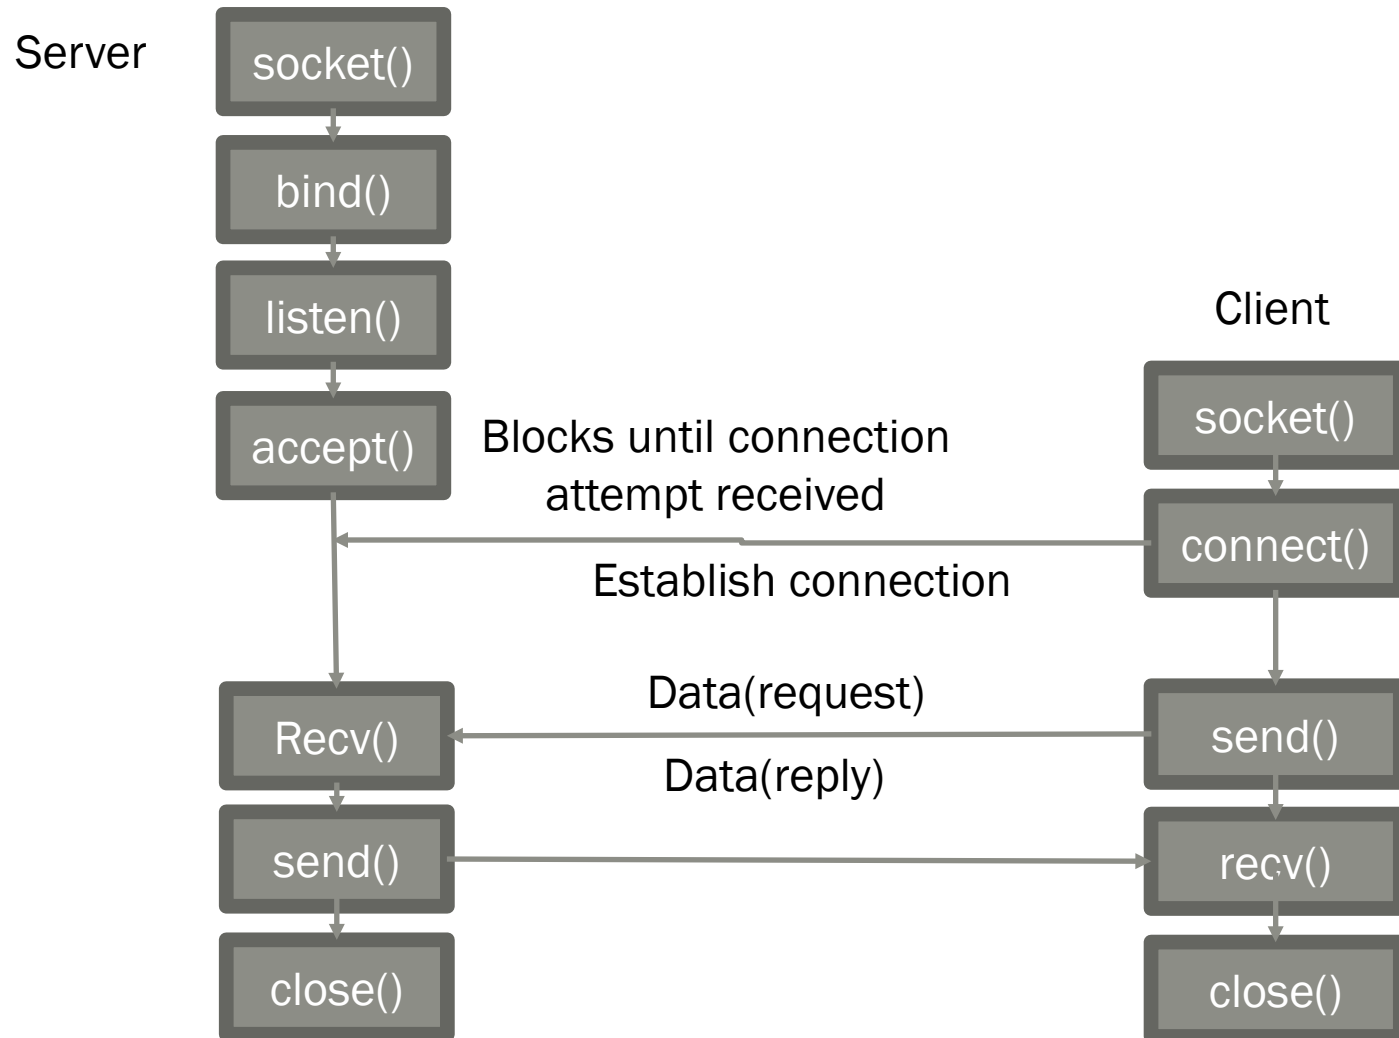 Server
socket()
bind()
listen()
accept()
Blocks until connection
attempt received
Establish connection
Client
socket()
connect()
Data(request)
Data(reply)
Recv()
send()
close()
send()
recv()
close()